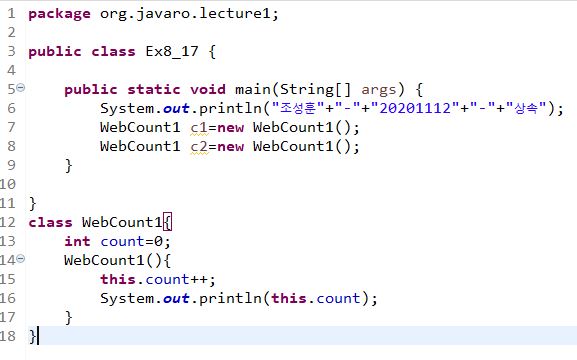 1 package org.javaro.lecture1;
2
3 public class Ex8_17 {
4
5 public static void main(String[] args) {
6 System.out.println("조성훈"+"-"+"20201112"+"-"+"상속");
7 WebCount1 c1=new WebCount1();
8 WebCount1 c2=new WebCount1();
9 }
10
11 }
12 class WebCount1{
13 int count=0;
14 WebCount1(){
15 this.count++;
16 System.out.println(this.count);
17 }
18 }